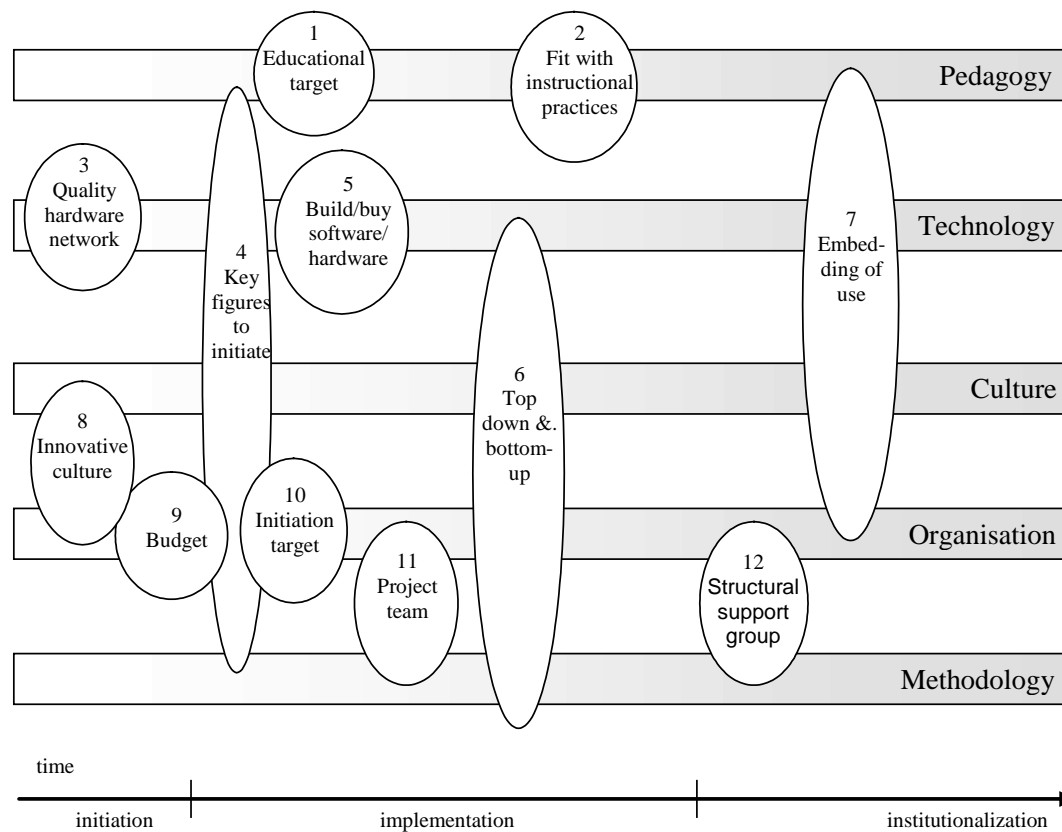 1
Educational
target
2
Fit with
instructional
practices
Pedagogy
3
Quality
hardware
network
4
Key
figures
to
initiate
5
Build/buy
software/
hardware
Technology
7
Embed-
ding of
use
6
Top
down &.
bottom-
up
Culture
8
Innovative
culture
9
Budget
10
Initiation
target
Organisation
11
Project
team
12
Structural
support
group
Methodology
time
initiation
implementation
institutionalization